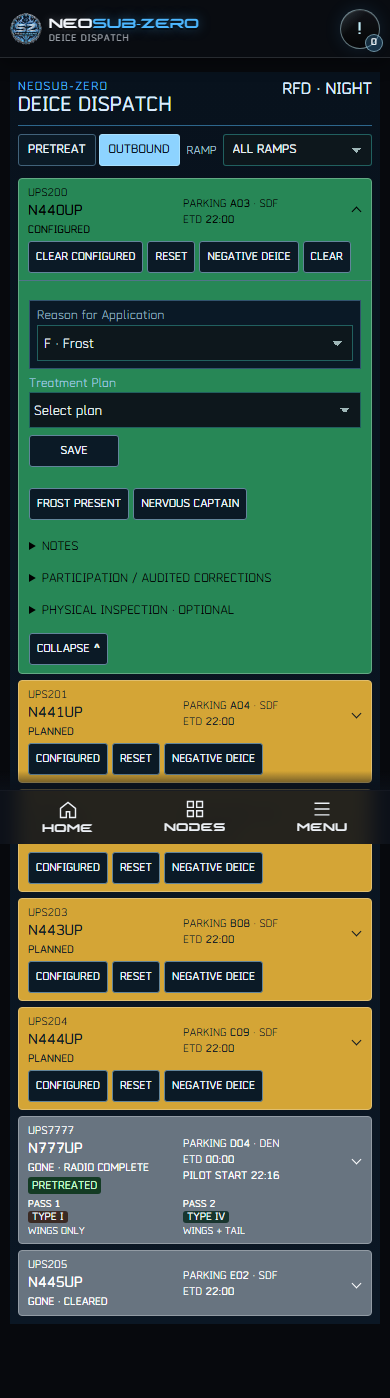 NEOSUB-ZERO
DEICE DISPATCH
!
0
NEOSUB-ZERO
DEICE DISPATCH
RFD · NIGHT
PRETREAT
OUTBOUND
RAMP
ALL RAMPS
UPS200
N440UP
CONFIGURED
PARKING A03 · SDF
ETD 22:00
CLEAR CONFIGURED
RESET
NEGATIVE DEICE
CLEAR
Reason for Application
F · Frost
Treatment Plan
Select plan
SAVE
FROST PRESENT
NERVOUS CAPTAIN
NOTES
PARTICIPATION / AUDITED CORRECTIONS
PHYSICAL INSPECTION · OPTIONAL
COLLAPSE ^
UPS201
N441UP
PLANNED
PARKING A04 · SDF
ETD 22:00
CONFIGURED
RESET
NEGATIVE DEICE
HOME
NODES
MENU
CONFIGURED
RESET
NEGATIVE DEICE
UPS203
N443UP
PLANNED
PARKING B08 · SDF
ETD 22:00
CONFIGURED
RESET
NEGATIVE DEICE
UPS204
N444UP
PLANNED
PARKING C09 · SDF
ETD 22:00
CONFIGURED
RESET
NEGATIVE DEICE
UPS7777
N777UP
GONE · RADIO COMPLETE
PRETREATED
PARKING D04 · DEN
ETD 00:00
PILOT START 22:16
PASS 1
TYPE I
WINGS ONLY
PASS 2
TYPE IV
WINGS + TAIL
UPS205
N445UP
GONE · CLEARED
PARKING E02 · SDF
ETD 22:00